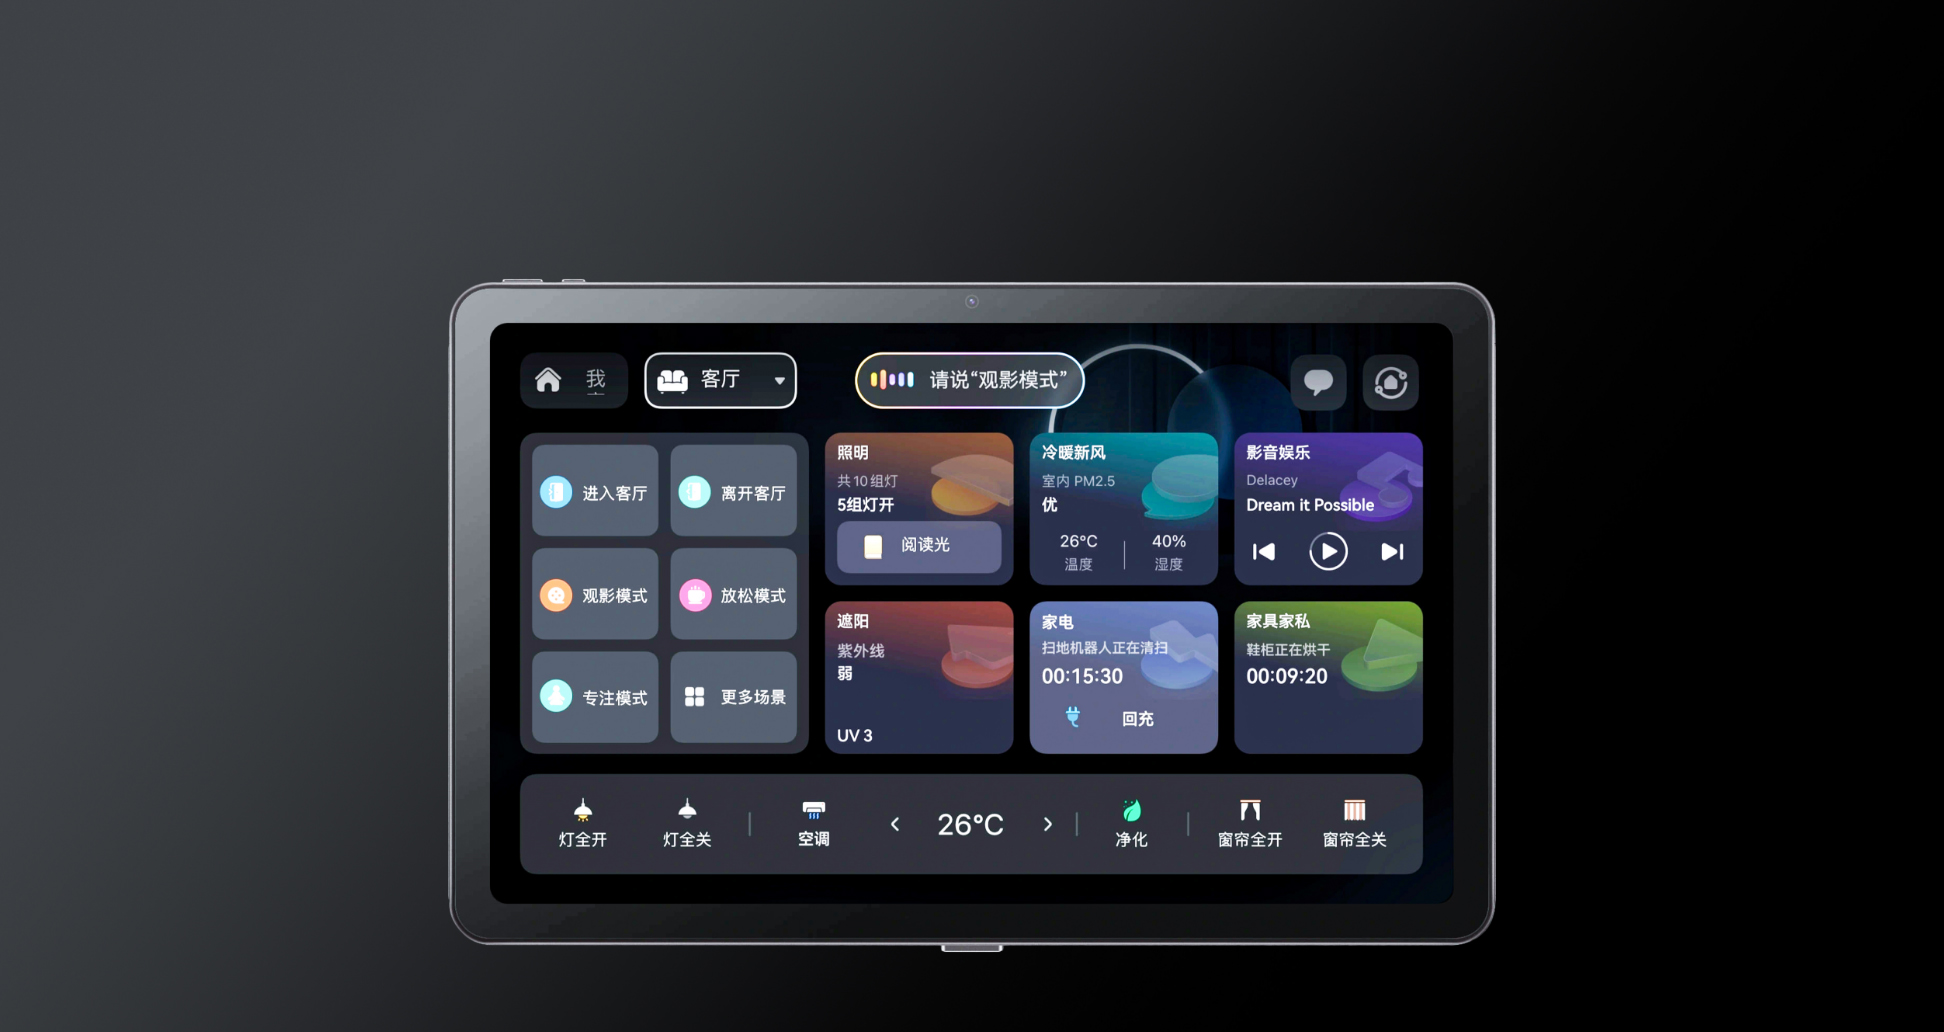 我
客厅
请说“观影模式”
进入客厅
离开客厅
观影模式
放松模式
专注模式
更多场景
照明
共10组灯
5组灯开
阅读光
冷暖新风
室内 PM2.5
优
26°C
温度
40%
湿度
影音娱乐
Delacey
Dream it Possible
遮阳
紫外线
弱
UV 3
家电
扫地机器人正在清扫
00:15:30
回充
家具家私
鞋柜正在烘干
00:09:20
灯全开
灯全关
空调
26°C
净化
窗帘全开
窗帘全关